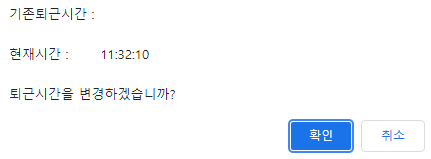 기존퇴근시간 :
현재시간 : 11:32:10
퇴근시간을 변경하겠습니까?
확인 취소